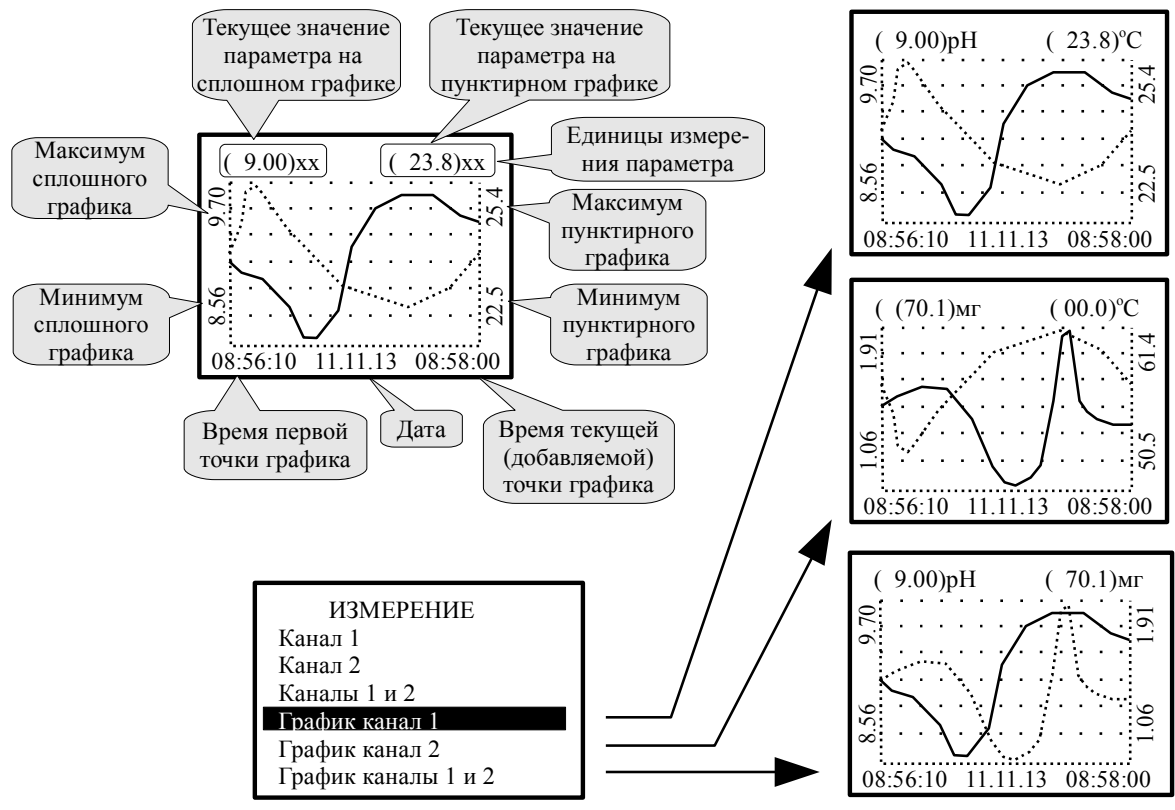 Текущее значение
параметра на
сплошном графике
Текущее значение
параметра на
пунктирном графике
Единицы измере-
ния параметра
Максимум
сплошного
графика
Максимум
пунктирного
графика
Минимум
сплошного
графика
Минимум
пунктирного
графика
( 9.00)xx ( 23.8)xx
9.70
8.56
25.4
22.5
08:56:10 11.11.13 08:58:00
Время первой
точки графика
Дата
Время текущей
(добавляемой)
точки графика
ИЗМЕРЕНИЕ
Канал 1
Канал 2
Каналы 1 и 2
График канал 1
График канал 2
График каналы 1 и 2
( 9.00)pH ( 23.8)°C
9.70
8.56
25.4
22.5
08:56:10 11.11.13 08:58:00
( (70.1)мг ( 00.0)°C
1.91
1.06
61.4
50.5
08:56:10 11.11.13 08:58:00
( 9.00)pH ( 70.1)мг
9.70
8.56
1.91
1.06
08:56:10 11.11.13 08:58:00